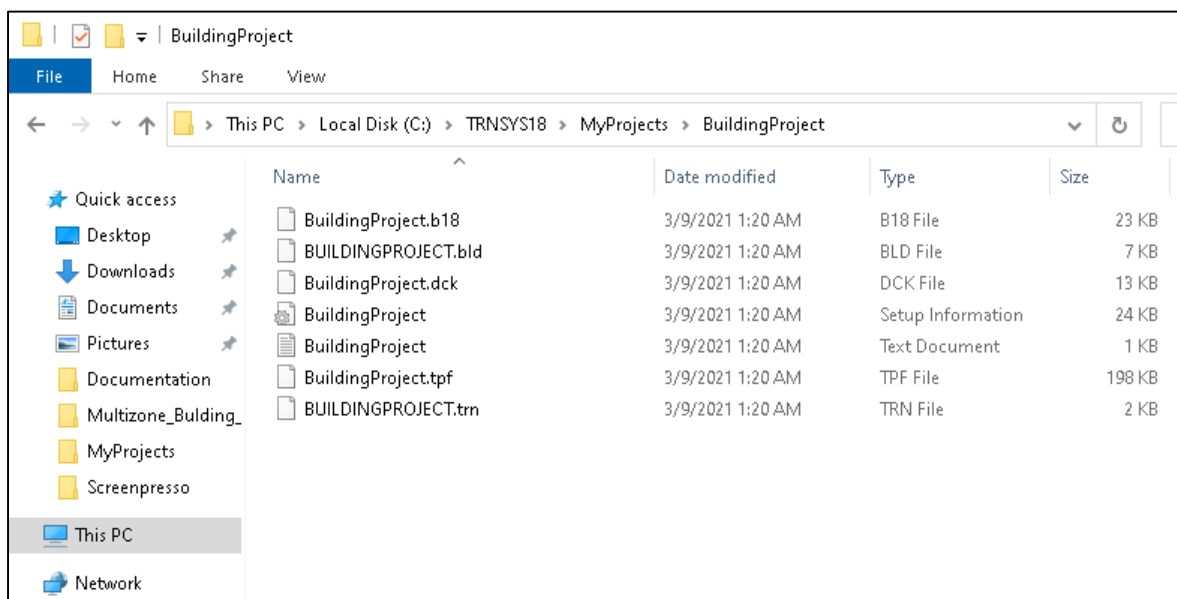 BuildingProject
File Home Share View
This PC > Local Disk (C:) > TRNSYS18 > MyProjects > BuildingProject
Quick access
Desktop
Downloads
Documents
Pictures
Documentation
Multizone_Bulding_
MyProjects
Screenpresso
This PC
Network
Name Date modified Type Size
BuildingProject.b18 3/9/2021 1:20 AM B18 File 23 KB
BUILDINGPROJECT.bld 3/9/2021 1:20 AM BLD File 7 KB
BuildingProject.dck 3/9/2021 1:20 AM DCK File 13 KB
BuildingProject 3/9/2021 1:20 AM Setup Information 24 KB
BuildingProject 3/9/2021 1:20 AM Text Document 1 KB
BuildingProject.tpf 3/9/2021 1:20 AM TPF File 198 KB
BUILDINGPROJECT.trn 3/9/2021 1:20 AM TRN File 2 KB